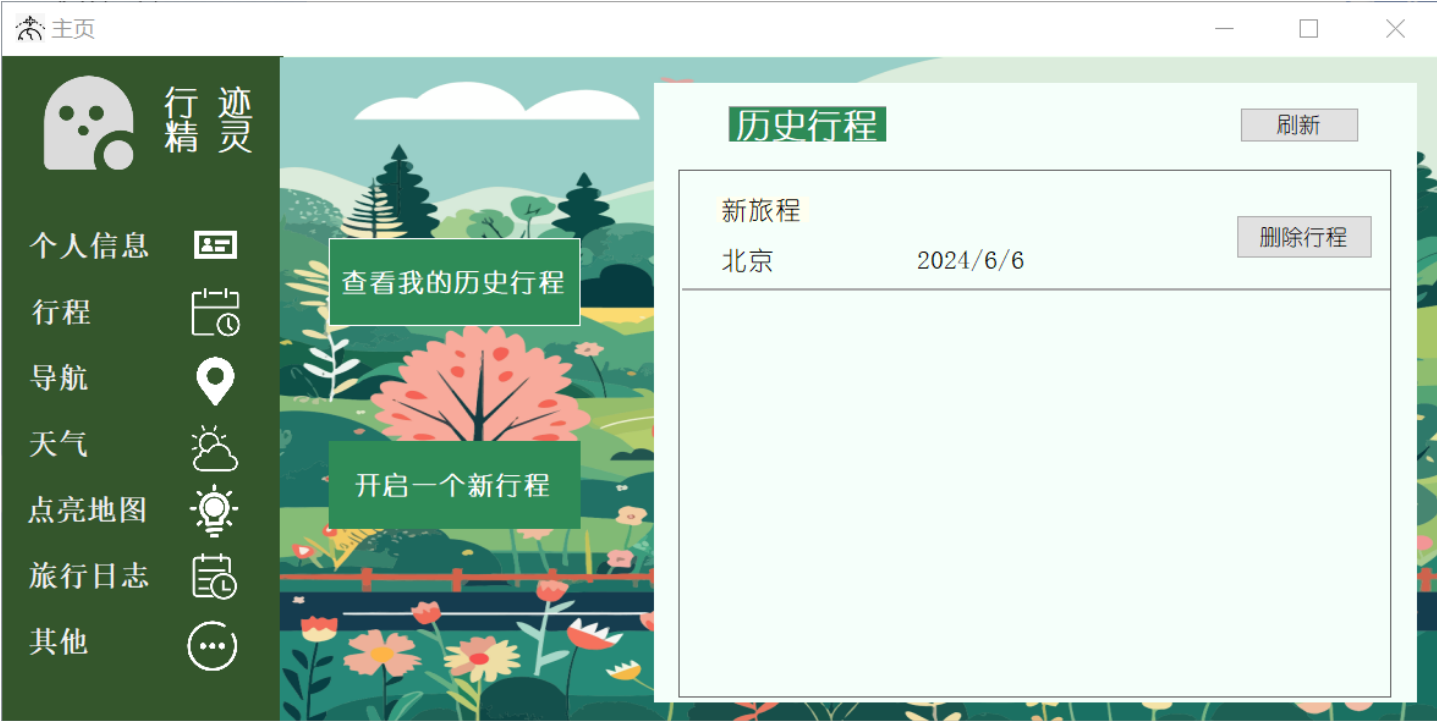 主页
行 迹
精 灵
个人信息
行程
导航
天气
点亮地图
旅行日志
其他
查看我的历史行程
开启一个新行程
历史行程
刷新
新旅程
北京 2024/6/6
删除行程